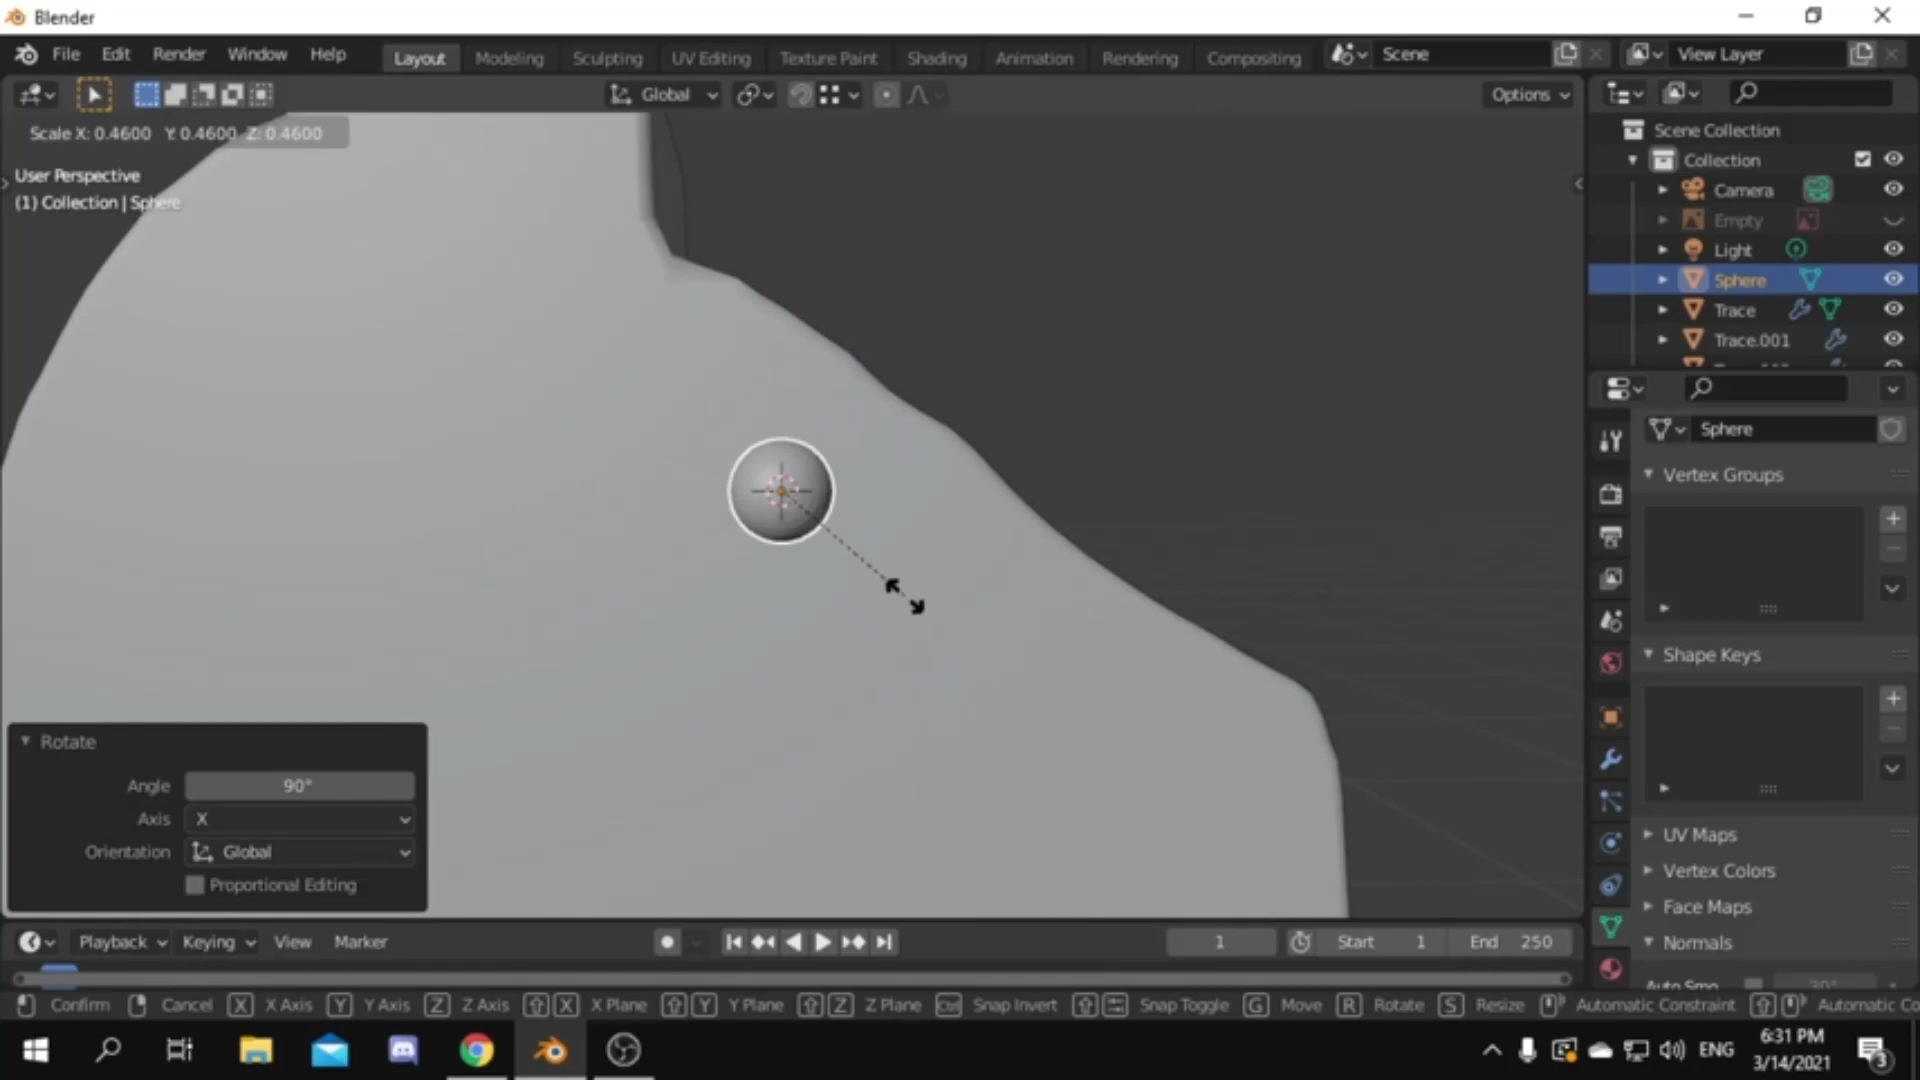 Blender
File Edit Render Window Help Layout Modeling Sculpting UV Editing Texture Paint Shading Animation Rendering Compositing Scene View Layer
Global Options
Scale X: 0.4600 Y: 0.4600 Z: 0.4600
User Perspective
(1) Collection | Sphere
Scene Collection
Collection
Camera
Empty
Light
Sphere
Trace
Trace.001
Sphere
Vertex Groups
Shape Keys
UV Maps
Vertex Colors
Face Maps
Normals
Rotate
Angle 90°
Axis X
Orientation Global
Proportional Editing
Playback Keying View Marker 1 Start 1 End 250
Confirm Cancel X X Axis Y Y Axis Z Z Axis X X Plane Y Y Plane Z Z Plane Ctrl Snap Invert Snap Toggle G Move R Rotate S Resize Automatic Constraint Automatic Co
ENG
6:31 PM
3/14/2021
3